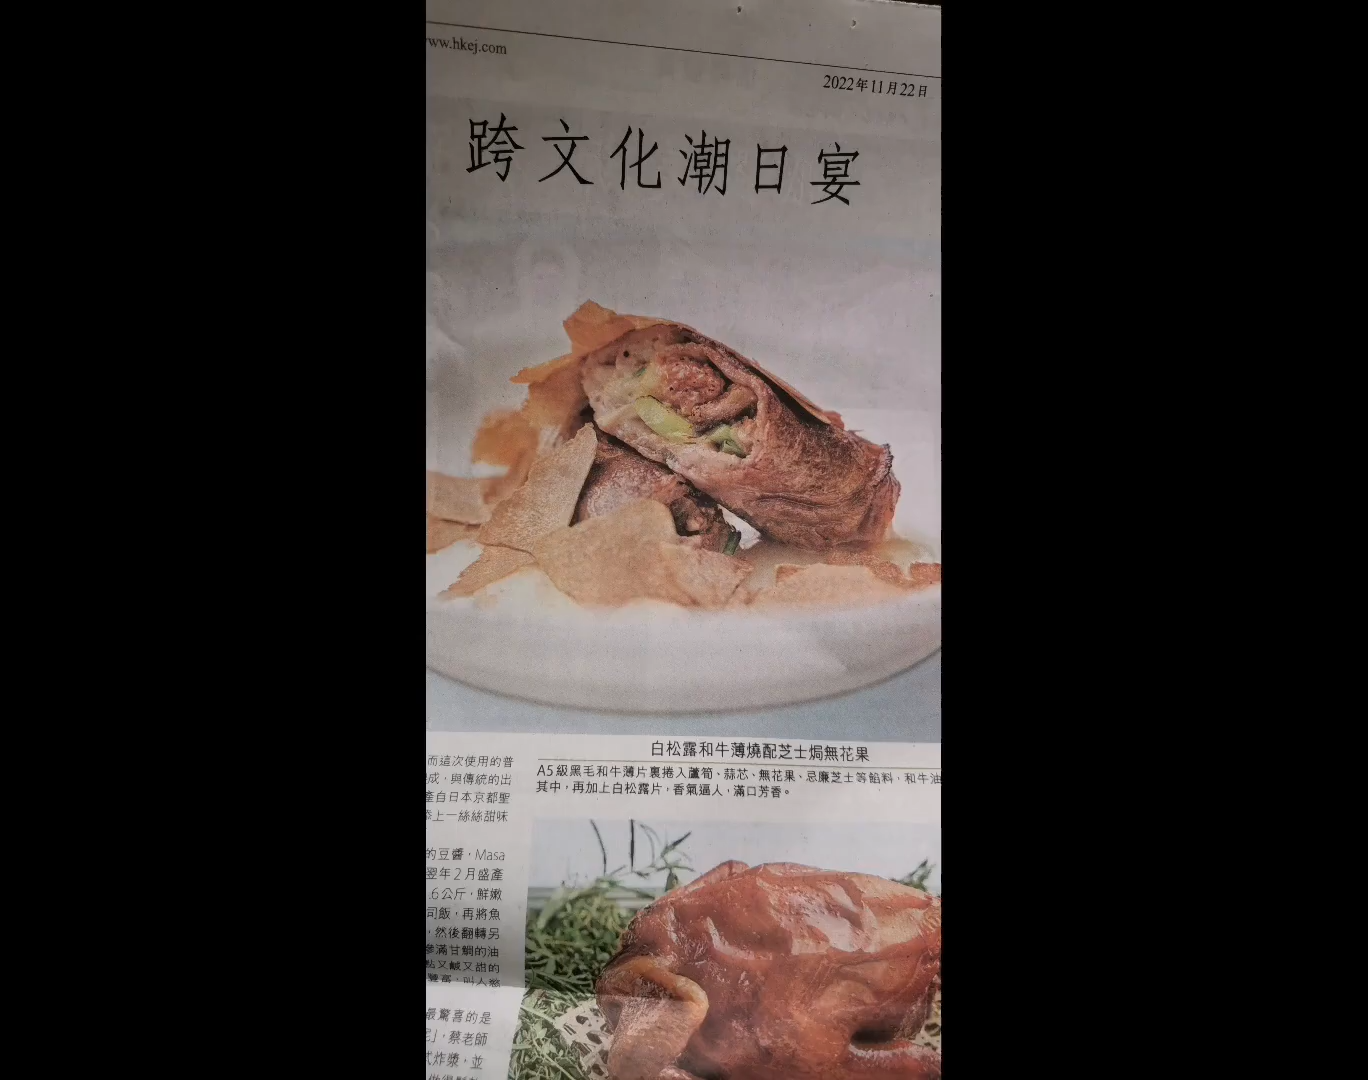 www.hkej.com
2022年11月22日
跨文化潮日宴
白松露和牛薄燒配芝士焗無花果
A5級黑毛和牛薄片裏捲入蘆筍、蒜芯、無花果、忌廉芝士等餡料，和牛油
其中，再加上白松露片，香氣逼人，滿口芳香。
而這次使用的普
成，與傳統的出
產自日本京都聖
添上一絲絲甜味
的豆醬，Masa
翌年2月盛產
.6公斤，鮮嫩
司飯，再將魚
，然後翻轉另
滲滿甘鯛的油
點又鹹又甜的
叫人
最驚喜的是
」，蔡老師
式炸漿，並